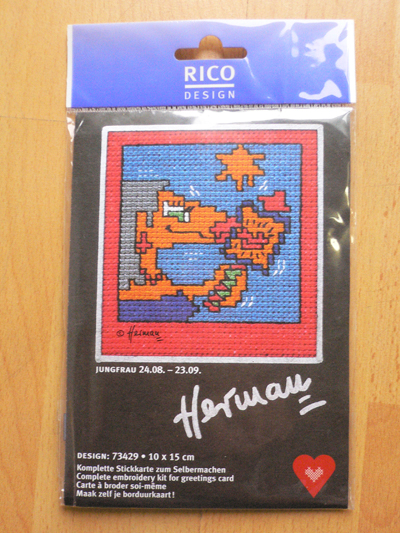 RICO
DESIGN
© Herman
JUNGFRAU 24.08. – 23.09.
Herman
DESIGN: 73429 • 10 x 15 cm
Komplette Stickkarte zum Selbermachen
Complete embroidery kit for greetings card
Carte à broder soi-même
Maak zelf je borduurkaart!